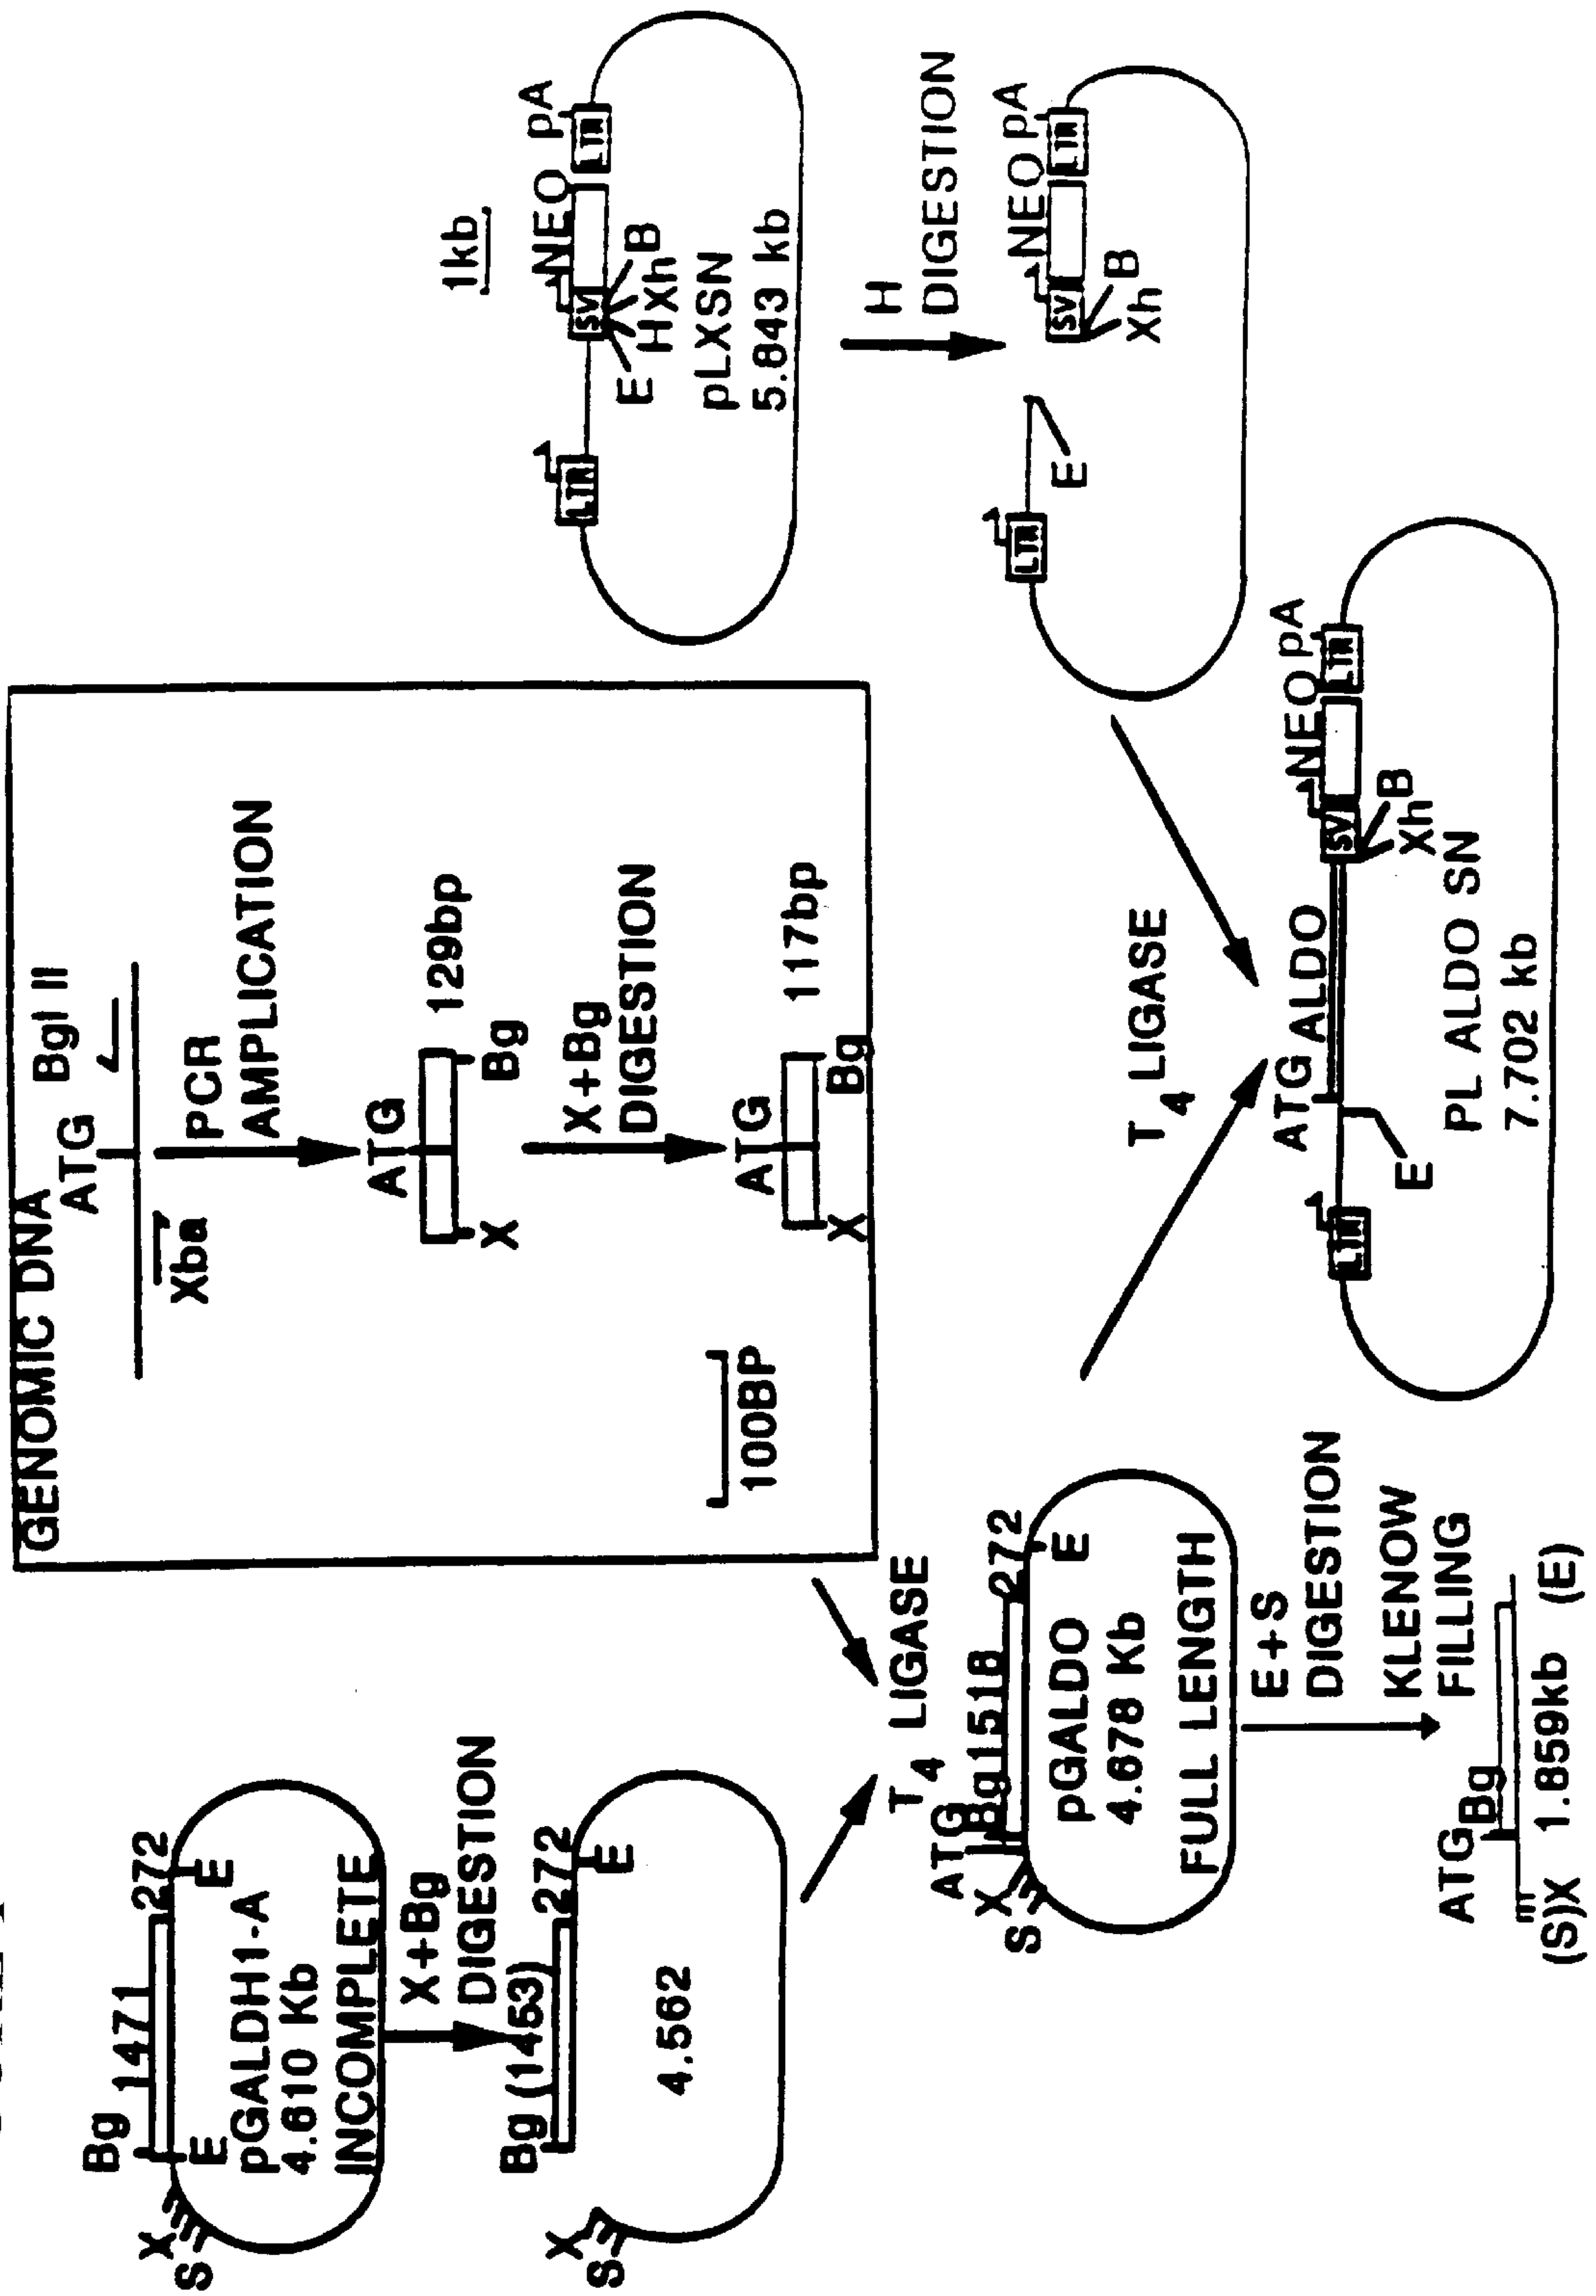 Bg 1471 272
X
S
E
E
pGALDH1-A
4.610 Kb
INCOMPLETE
X+Bg
DIGESTION
Bg (1453) 272
X
S
E
4.562
GENOMIC DNA
ATG Bgl II
Xba
PCR
AMPLICATION
ATG
129bp
X
Bg
X+Bg
DIGESTION
ATG
117bp
X
Bg
100BP
1kb
NEO pA
LTR
SV
LTR
E
H
Xh
B
pLXSN
5.843 kb
H
DIGESTION
NEO pA
LTR
SV
LTR
E
Xh
B
T4 LIGASE
ATG
Bg1518 272
X
S
E
pGALDO
4.678 Kb
FULL LENGTH
E+S
DIGESTION
KLENOW
FILLING
ATG
Bg
(S)X 1.859kb (E)
T4 LIGASE
ATG ALDO NEO pA
LTR
SV
LTR
E
Xh
B
PL ALDO SN
7.702 kb